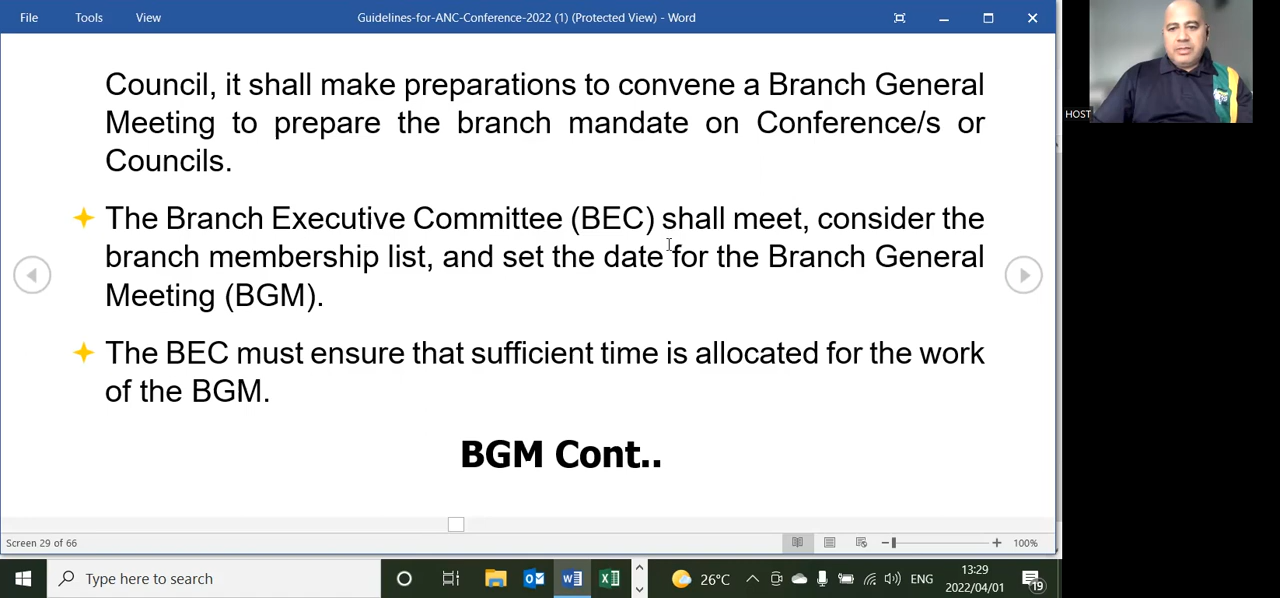 File Tools View Guidelines-for-ANC-Conference-2022 (1) (Protected View) - Word
Council, it shall make preparations to convene a Branch General
Meeting to prepare the branch mandate on Conference/s or
Councils.
The Branch Executive Committee (BEC) shall meet, consider the
branch membership list, and set the date for the Branch General
Meeting (BGM).
The BEC must ensure that sufficient time is allocated for the work
of the BGM.
BGM Cont..
HOST
Screen 29 of 66 100%
Type here to search 26°C ENG 13:29
2022/04/01 19